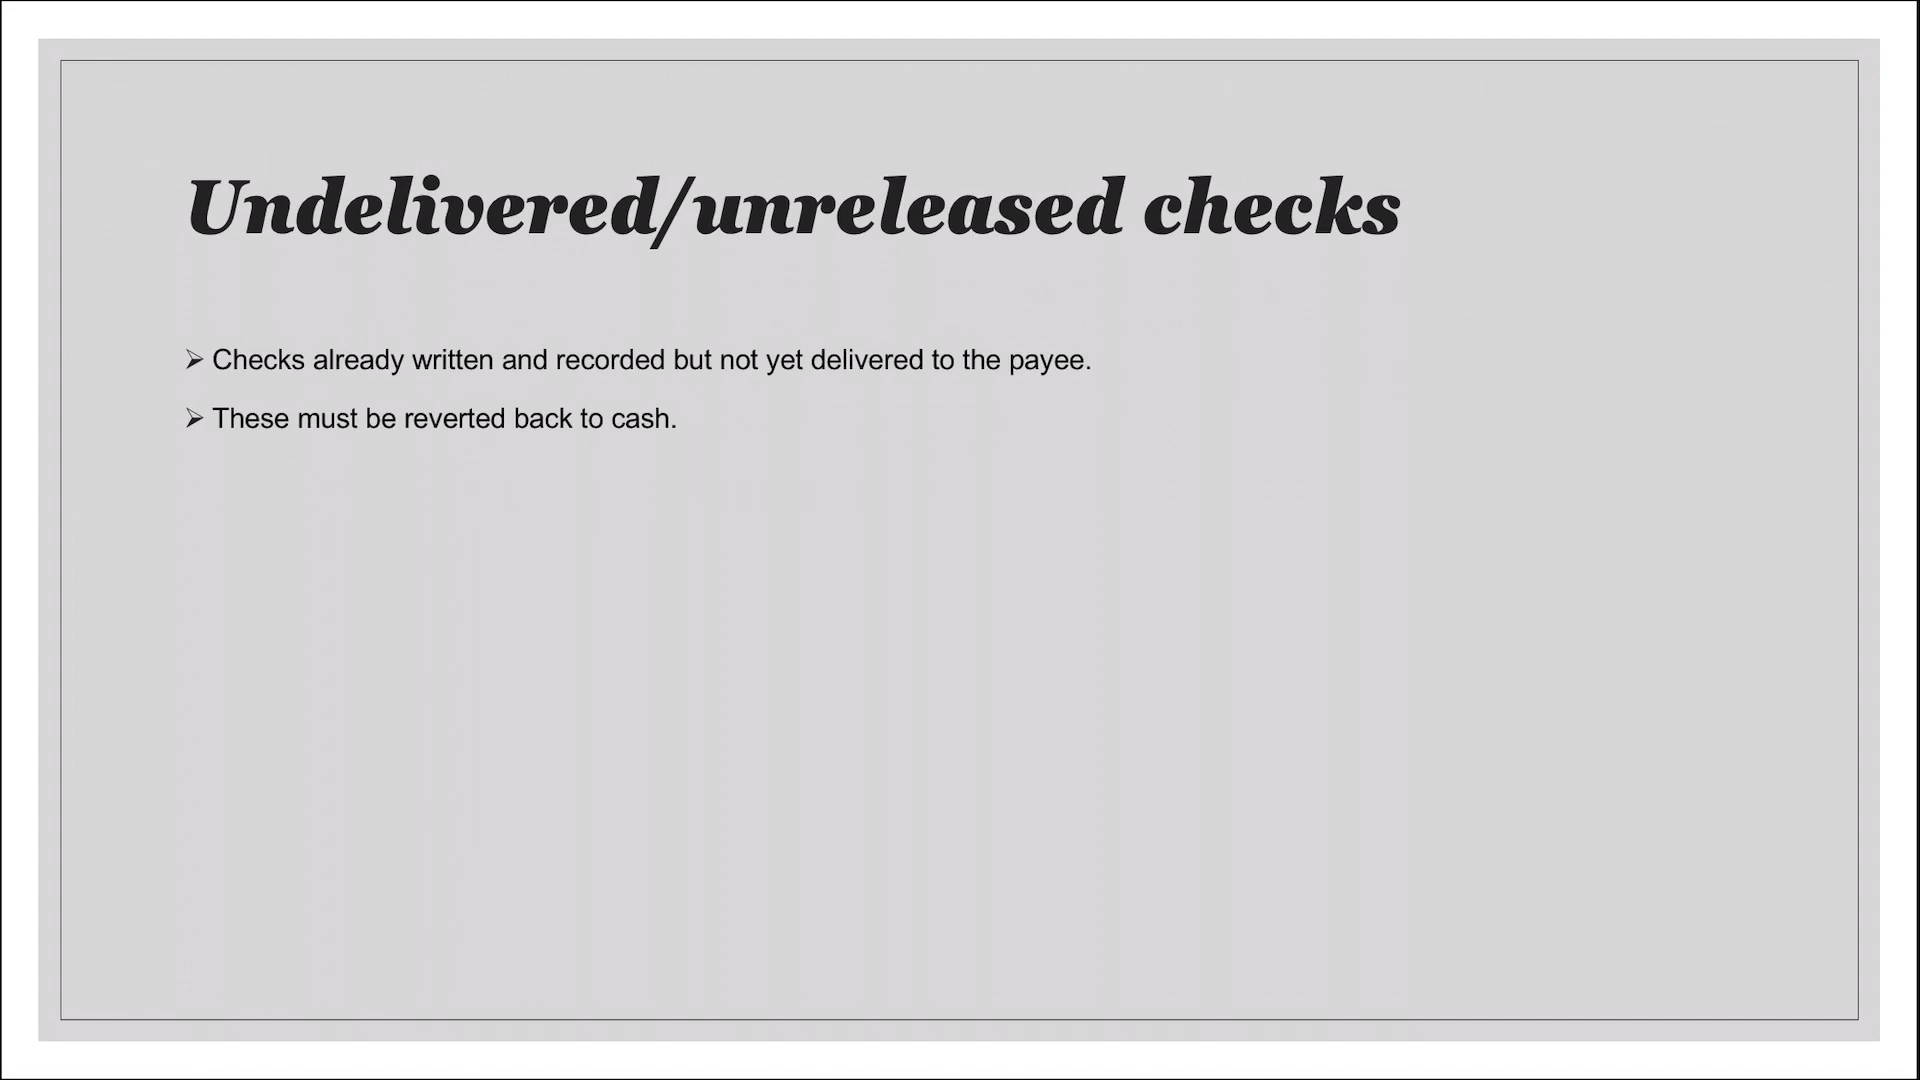 Undelivered/unreleased checks
➢ Checks already written and recorded but not yet delivered to the payee.
➢ These must be reverted back to cash.